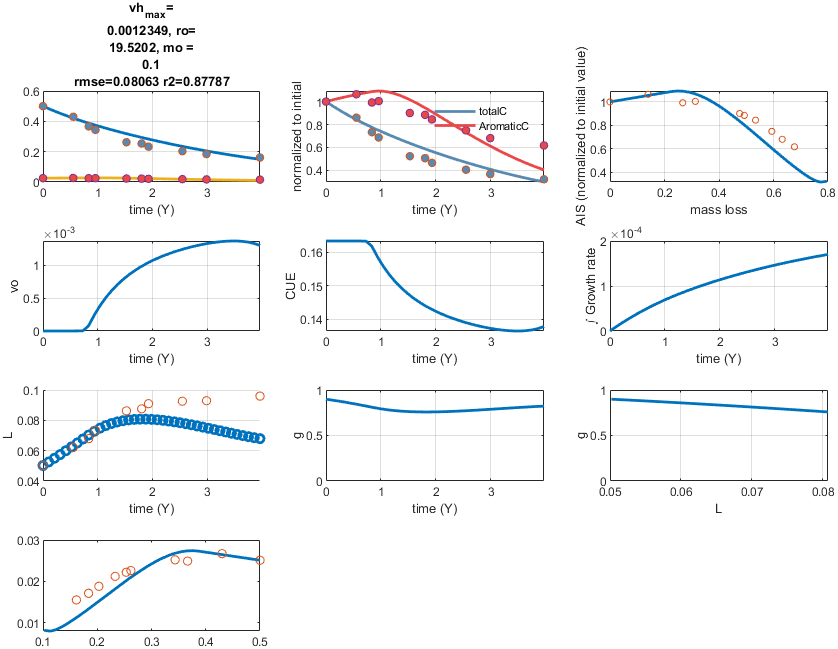 vh_max=
0.0012349, ro=
19.5202, mo =
0.1
rmse=0.08063 r2=0.87787
0.6
0.4
0.2
0
0 1 2 3
time (Y)
normalized to initial
1
0.8
0.6
0.4
0 1 2 3
time (Y)
totalC
AromaticC
AIS (normalized to initial value)
1
0.8
0.6
0.4
0 0.2 0.4 0.6 0.8
mass loss
×10^-3
vo
1
0.5
0
0 1 2 3
time (Y)
CUE
0.16
0.15
0.14
0 1 2 3
time (Y)
×10^-4
∫ Growth rate
2
1
0
0 1 2 3
time (Y)
L
0.1
0.08
0.06
0.04
0 1 2 3
time (Y)
g
1
0.5
0
0 1 2 3
time (Y)
g
1
0.5
0
0.05 0.06 0.07 0.08
L
0.03
0.02
0.01
0.1 0.2 0.3 0.4 0.5